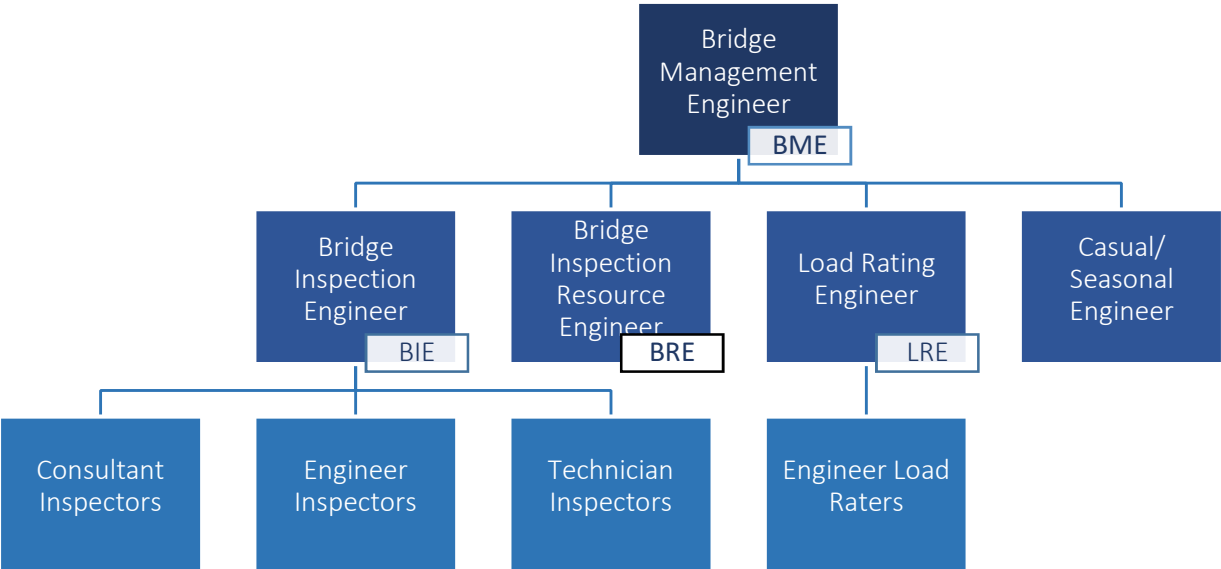 Bridge
Management
Engineer
BME
Bridge
Inspection
Engineer
BIE
Bridge
Inspection
Resource
Engineer
BRE
Load Rating
Engineer
LRE
Casual/
Seasonal
Engineer
Consultant
Inspectors
Engineer
Inspectors
Technician
Inspectors
Engineer Load
Raters